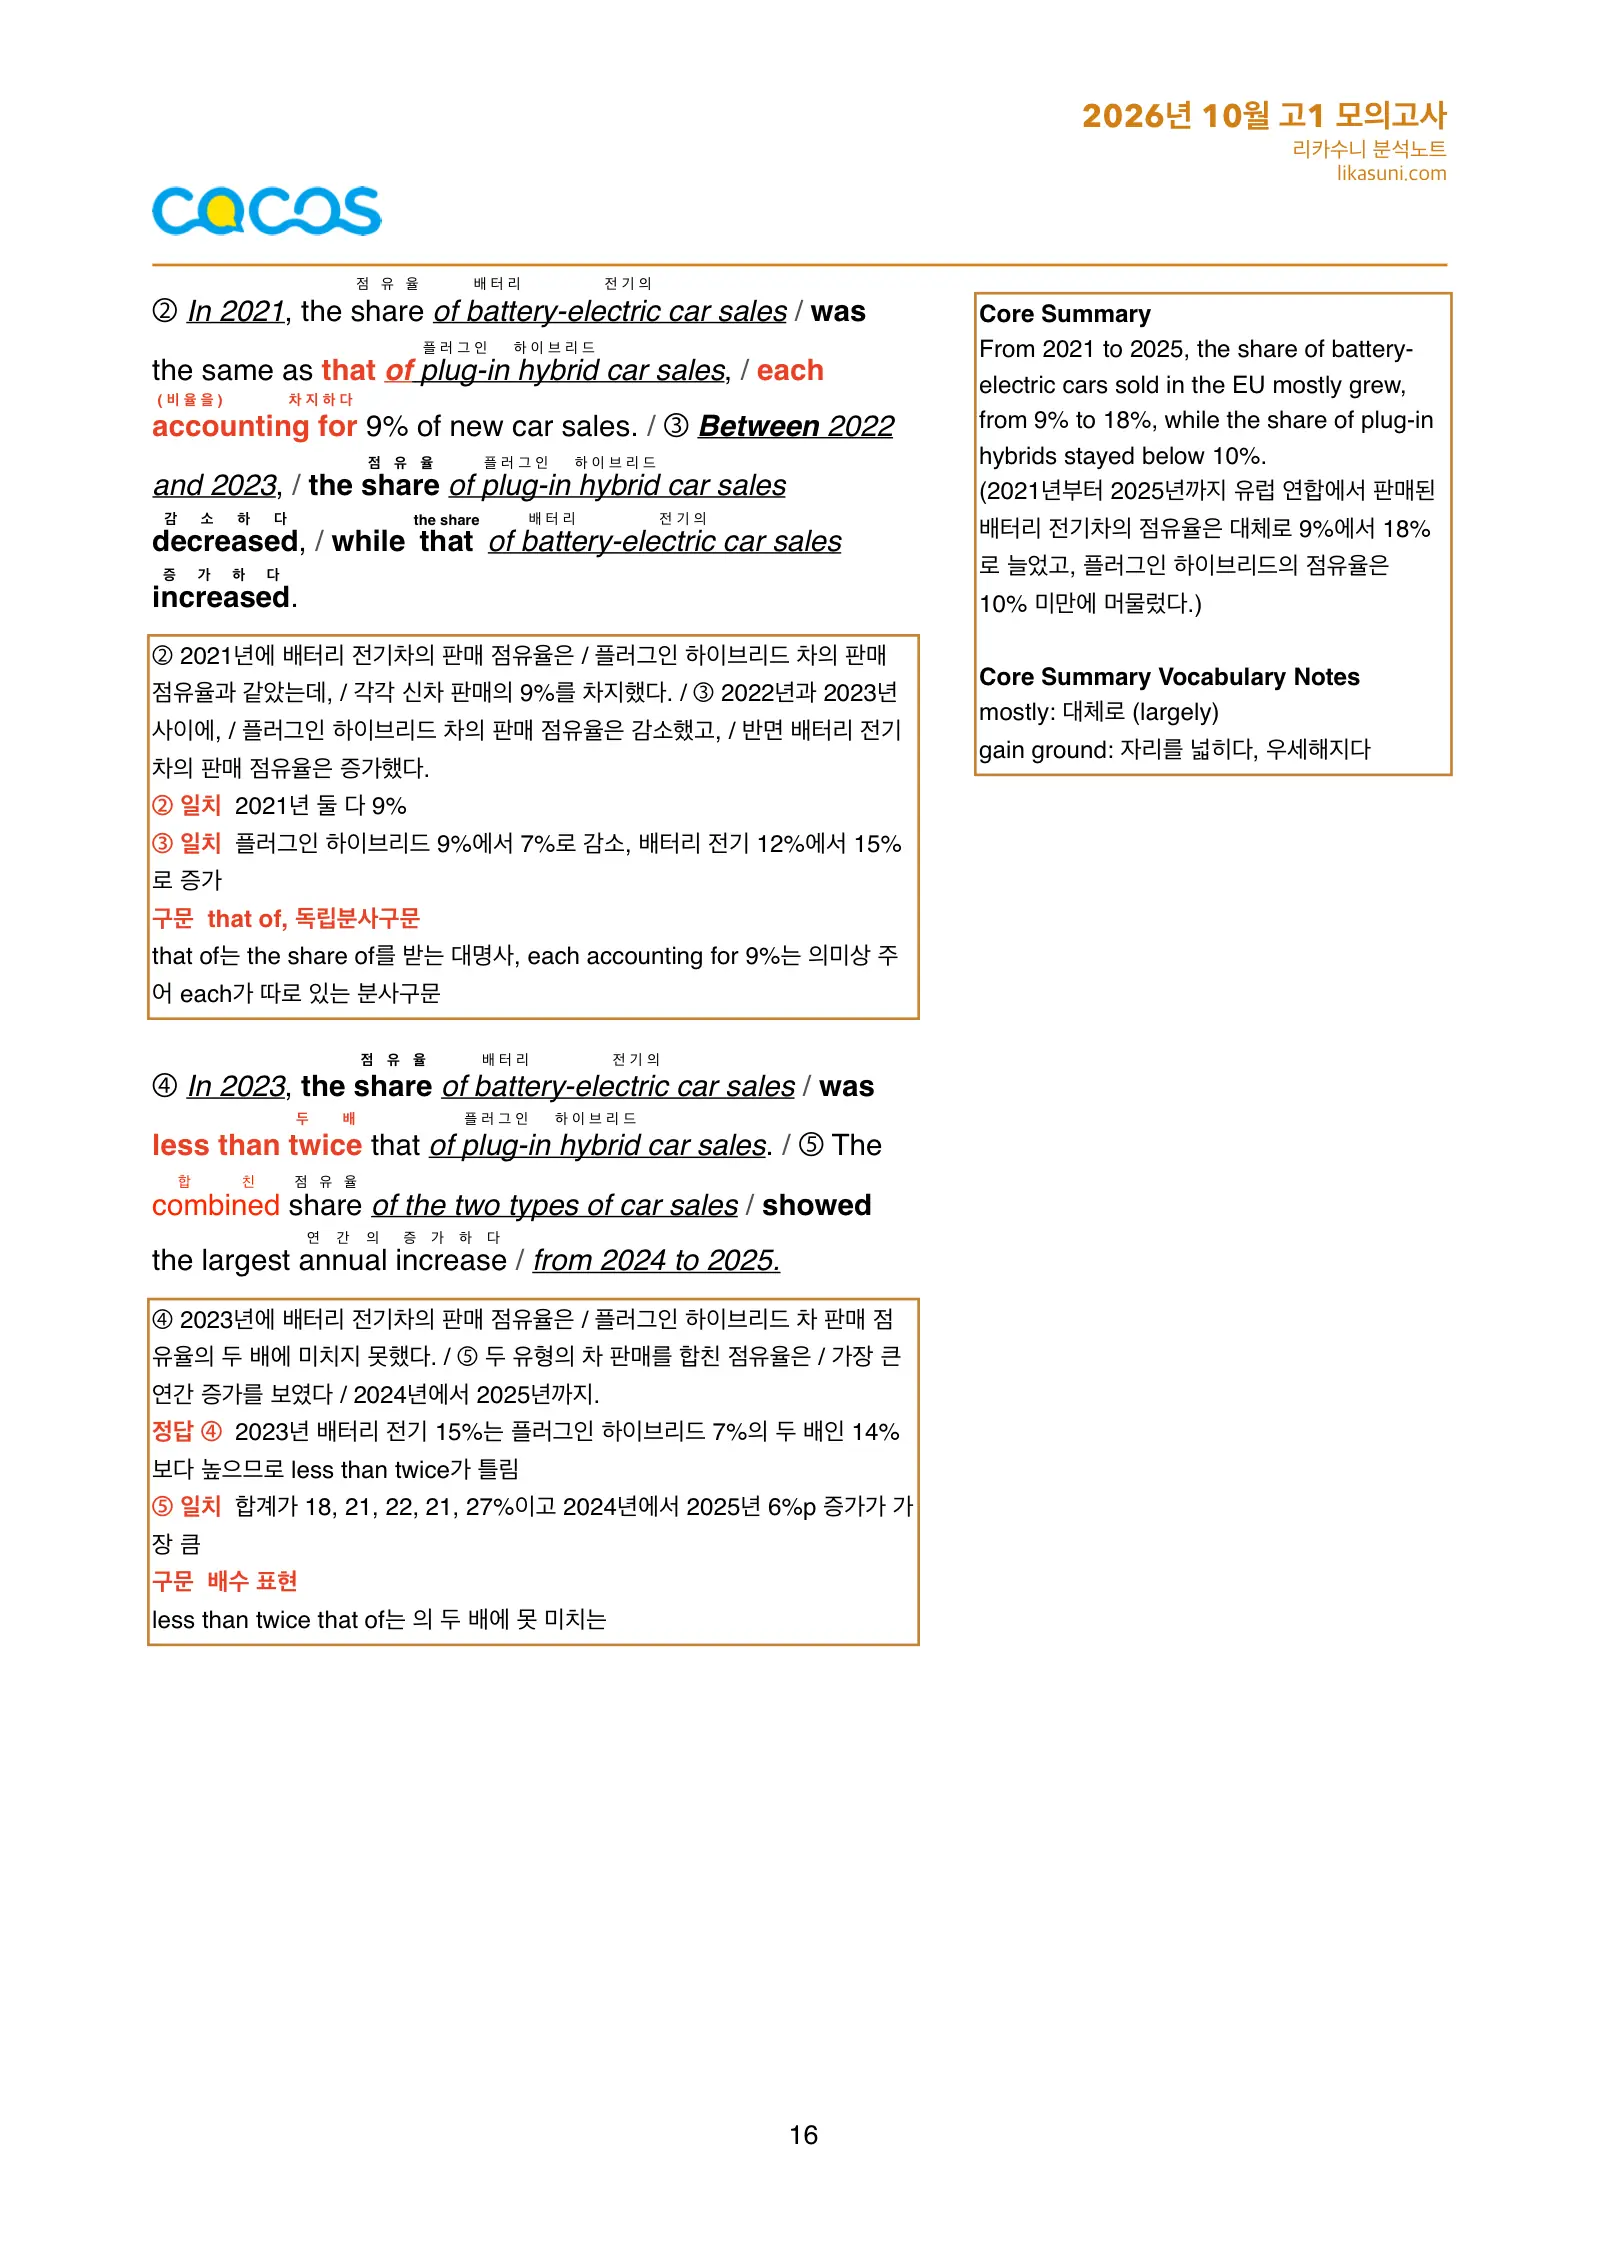 2026년 10월 고1 모의고사
리카수니 분석노트
likasuni.com
cacos
점유율 배터리 전기의
② In 2021, the share of battery-electric car sales / was
플러그인 하이브리드
the same as that of plug-in hybrid car sales, / each
(비율을) 차지하다
accounting for 9% of new car sales. / ③ Between 2022
점유율 플러그인 하이브리드
and 2023, / the share of plug-in hybrid car sales
감소하다 the share 배터리 전기의
decreased, / while that of battery-electric car sales
증가하다
increased.
② 2021년에 배터리 전기차의 판매 점유율은 / 플러그인 하이브리드 차의 판매
점유율과 같았는데, / 각각 신차 판매의 9%를 차지했다. / ③ 2022년과 2023년
사이에, / 플러그인 하이브리드 차의 판매 점유율은 감소했고, / 반면 배터리 전기
차의 판매 점유율은 증가했다.
② 일치 2021년 둘 다 9%
③ 일치 플러그인 하이브리드 9%에서 7%로 감소, 배터리 전기 12%에서 15%
로 증가
구문 that of, 독립분사구문
that of는 the share of를 받는 대명사, each accounting for 9%는 의미상 주
어 each가 따로 있는 분사구문
점유율 배터리 전기의
④ In 2023, the share of battery-electric car sales / was
두 배 플러그인 하이브리드
less than twice that of plug-in hybrid car sales. / ⑤ The
합친 점유율
combined share of the two types of car sales / showed
연간의 증가하다
the largest annual increase / from 2024 to 2025.
④ 2023년에 배터리 전기차의 판매 점유율은 / 플러그인 하이브리드 차 판매 점
유율의 두 배에 미치지 못했다. / ⑤ 두 유형의 차 판매를 합친 점유율은 / 가장 큰
연간 증가를 보였다 / 2024년에서 2025년까지.
정답 ④ 2023년 배터리 전기 15%는 플러그인 하이브리드 7%의 두 배인 14%
보다 높으므로 less than twice가 틀림
⑤ 일치 합계가 18, 21, 22, 21, 27%이고 2024년에서 2025년 6%p 증가가 가
장 큼
구문 배수 표현
less than twice that of는 의 두 배에 못 미치는
Core Summary
From 2021 to 2025, the share of battery-
electric cars sold in the EU mostly grew,
from 9% to 18%, while the share of plug-in
hybrids stayed below 10%.
(2021년부터 2025년까지 유럽 연합에서 판매된
배터리 전기차의 점유율은 대체로 9%에서 18%
로 늘었고, 플러그인 하이브리드의 점유율은
10% 미만에 머물렀다.)
Core Summary Vocabulary Notes
mostly: 대체로 (largely)
gain ground: 자리를 넓히다, 우세해지다
16